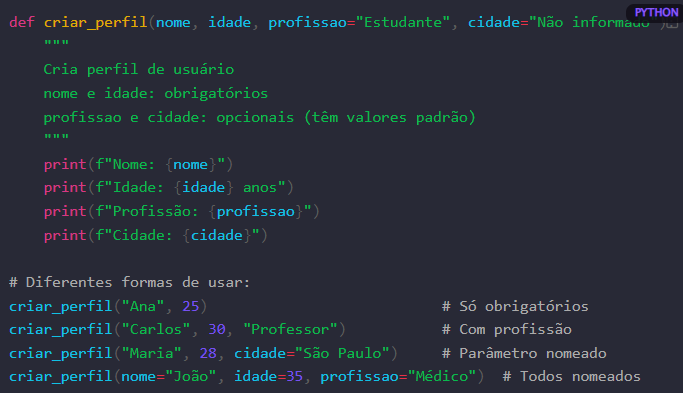 PYTHON
def criar_perfil(nome, idade, profissao="Estudante", cidade="Não informado"):
    """
    Cria perfil de usuário
    nome e idade: obrigatórios
    profissao e cidade: opcionais (têm valores padrão)
    """
    print(f"Nome: {nome}")
    print(f"Idade: {idade} anos")
    print(f"Profissão: {profissao}")
    print(f"Cidade: {cidade}")

# Diferentes formas de usar:
criar_perfil("Ana", 25)                           # Só obrigatórios
criar_perfil("Carlos", 30, "Professor")           # Com profissão
criar_perfil("Maria", 28, cidade="São Paulo")     # Parâmetro nomeado
criar_perfil(nome="João", idade=35, profissao="Médico")  # Todos nomeados